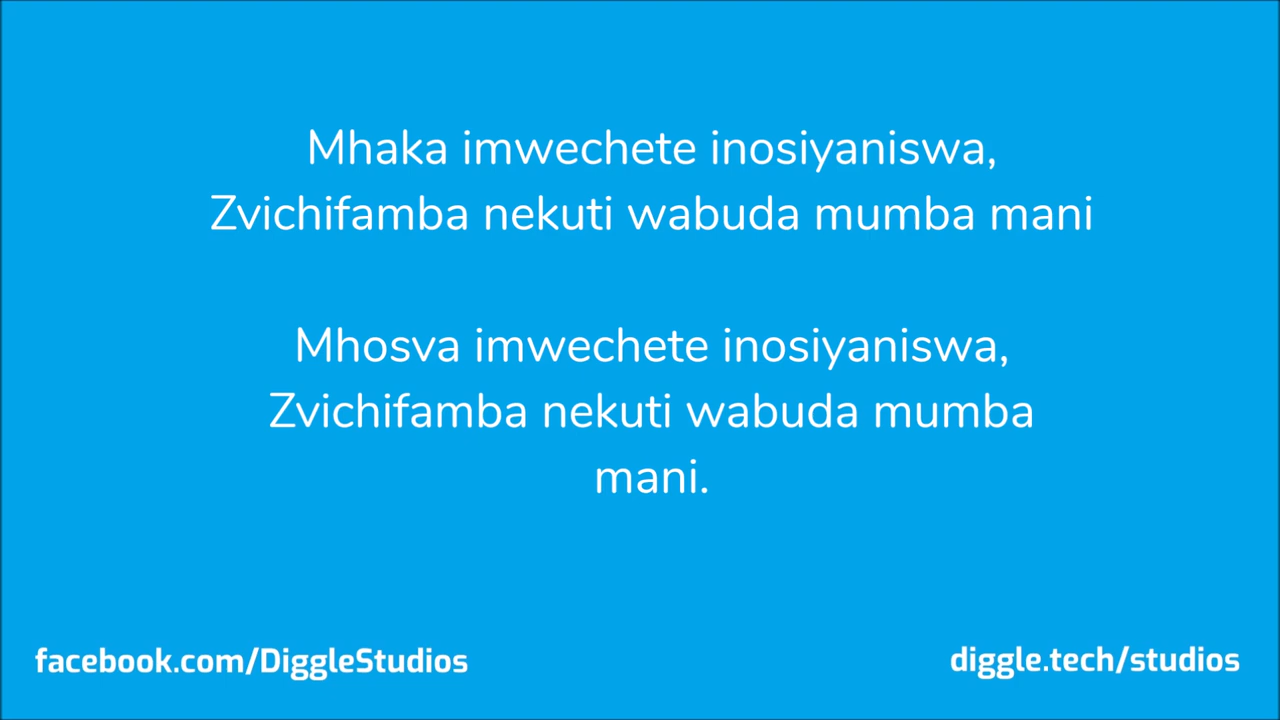 Mhaka imwechete inosiyaniswa,
Zvichifamba nekuti wabuda mumba mani
Mhosva imwechete inosiyaniswa,
Zvichifamba nekuti wabuda mumba
mani.
facebook.com/DiggleStudios
diggle.tech/studios